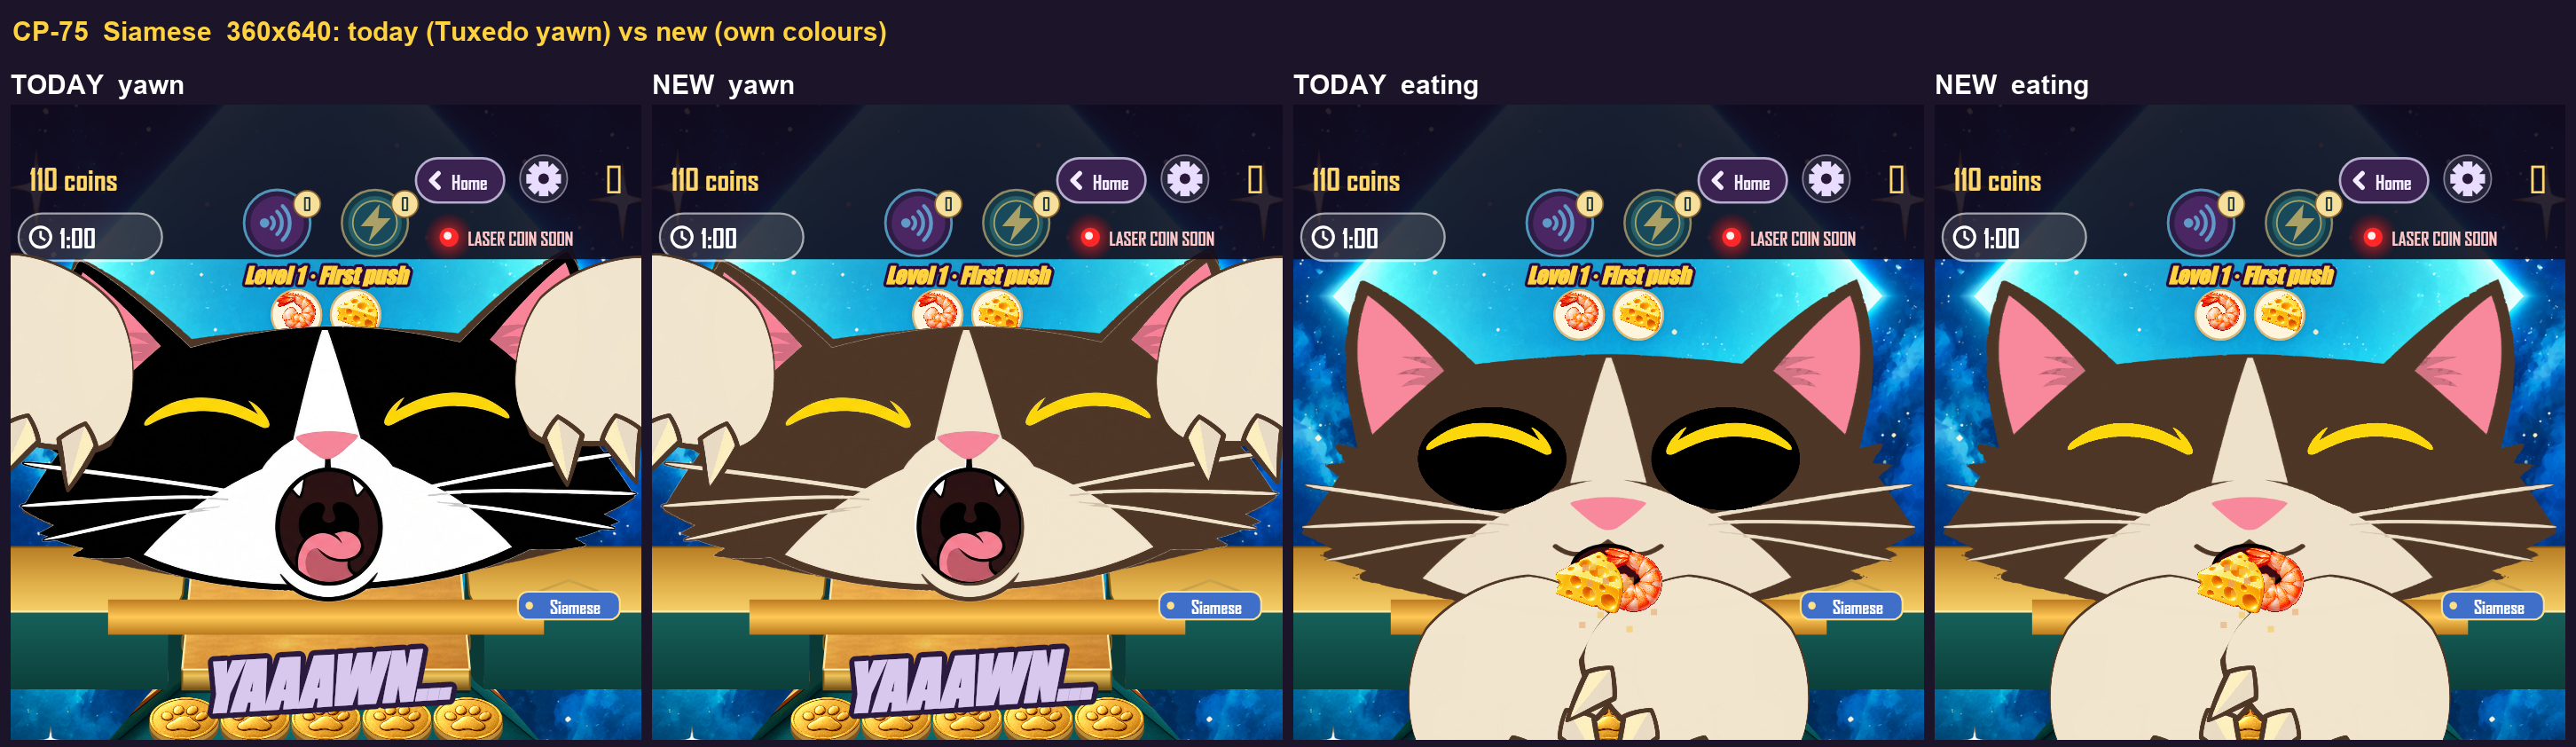 CP-75 Siamese 360x640: today (Tuxedo yawn) vs new (own colours)
TODAY yawn
110 coins
Home
0
0
1:00
LASER COIN SOON
Level 1 · First push
Siamese
YAAAWN...
NEW yawn
110 coins
Home
0
0
1:00
LASER COIN SOON
Level 1 · First push
Siamese
YAAAWN...
TODAY eating
110 coins
Home
0
0
1:00
LASER COIN SOON
Level 1 · First push
Siamese
NEW eating
110 coins
Home
0
0
1:00
LASER COIN SOON
Level 1 · First push
Siamese